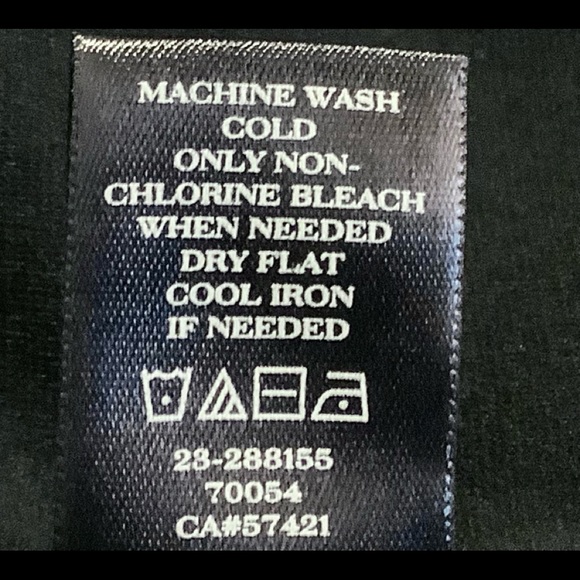 MACHINE WASH
COLD
ONLY NON-
CHLORINE BLEACH
WHEN NEEDED
DRY FLAT
COOL IRON
IF NEEDED
23-288155
70054
CA#57421